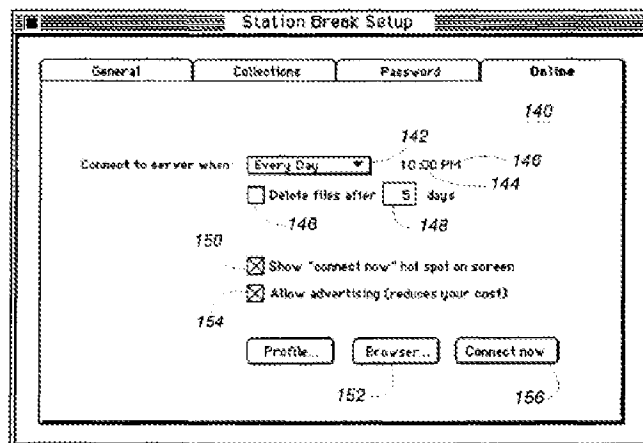 Station Break Setup
General Collections Password Online
140
142
Connect to server when: Every Day 10:00 PM 146
144
Delete files after 5 days
146 148
150
Show "connect now" hot spot on screen
Allow advertising (reduces your cost)
154
Profile... Browser... Connect now
152 156